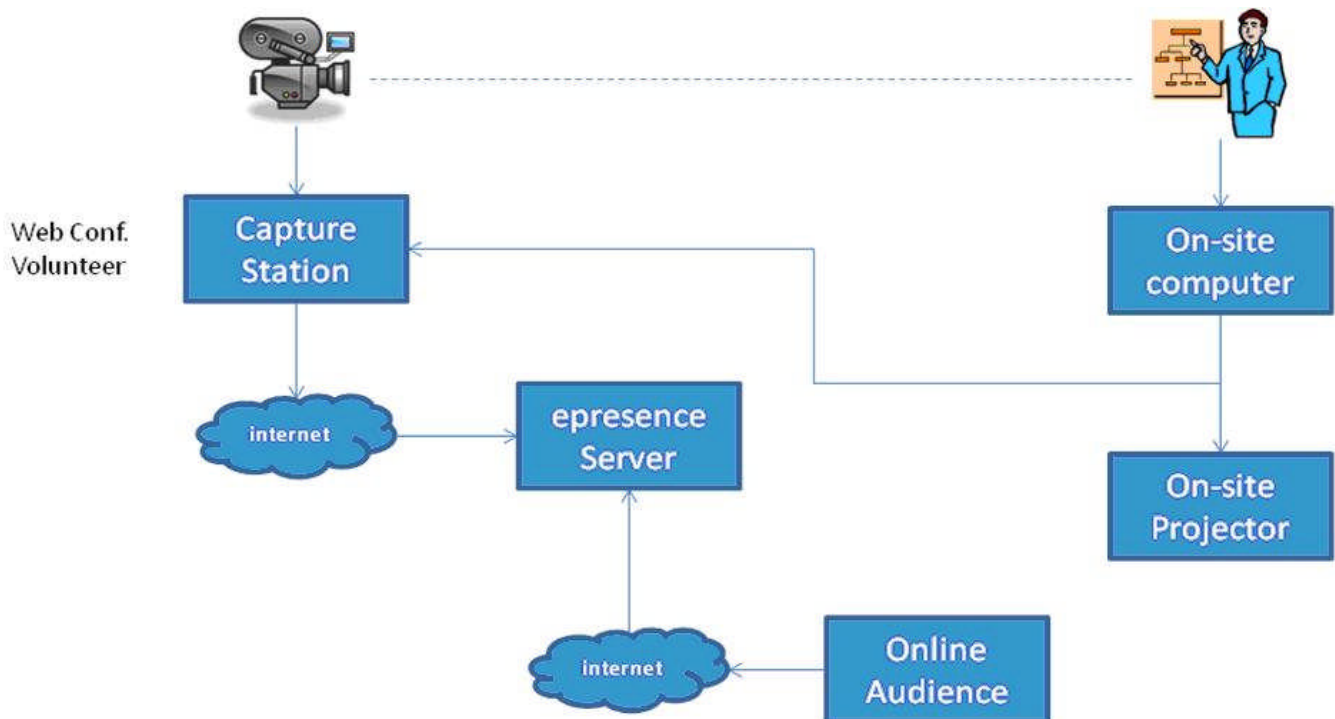 Web Conf.
Volunteer
Capture
Station
On-site
computer
internet
epresence
Server
On-site
Projector
internet
Online
Audience